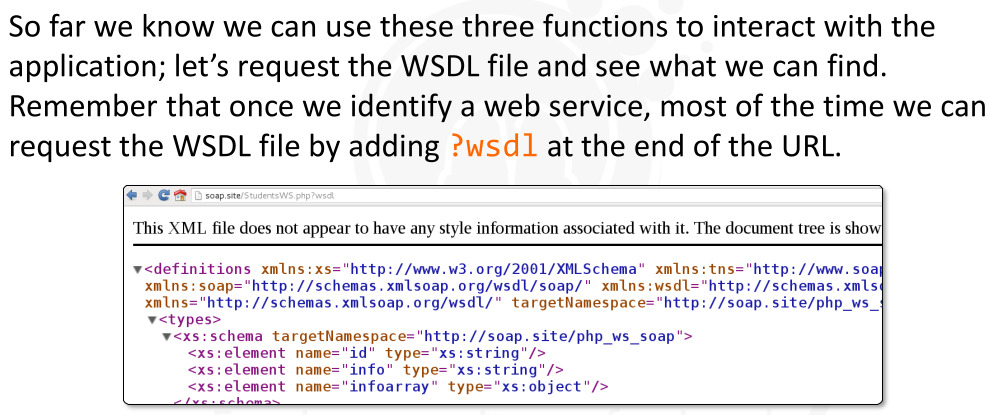 So far we know we can use these three functions to interact with the
application; let’s request the WSDL file and see what we can find.
Remember that once we identify a web service, most of the time we can
request the WSDL file by adding ?wsdl at the end of the URL.
soap.site/StudentsWS.php?wsdl
This XML file does not appear to have any style information associated with it. The document tree is show
▼<definitions xmlns:xs="http://www.w3.org/2001/XMLSchema" xmlns:tns="http://www.soap
xmlns:soap="http://schemas.xmlsoap.org/wsdl/soap/" xmlns:wsdl="http://schemas.xmlso
xmlns="http://schemas.xmlsoap.org/wsdl/" targetNamespace="http://soap.site/php_ws_s
▼<types>
▼<xs:schema targetNamespace="http://soap.site/php_ws_soap">
<xs:element name="id" type="xs:string"/>
<xs:element name="info" type="xs:string"/>
<xs:element name="infoarray" type="xs:object"/>
</xs:schema>